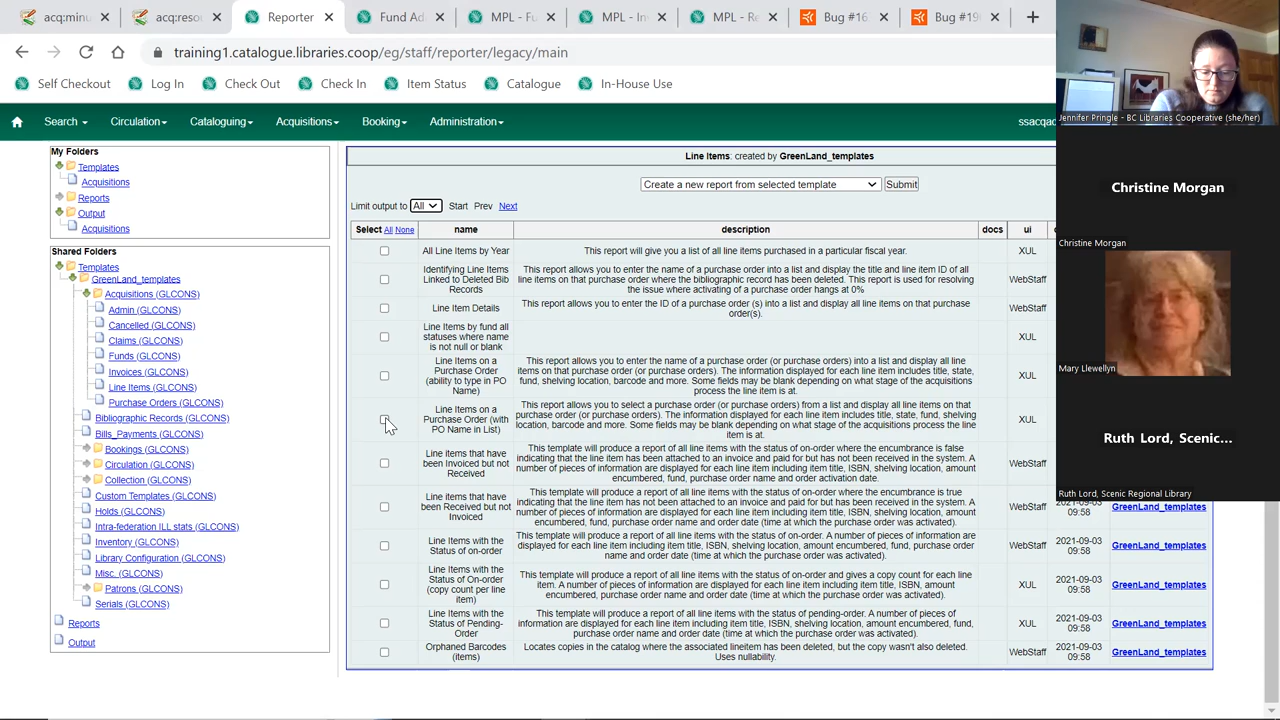 acq:minu
acq:reso
Reporter
Fund Ad
MPL - Fu
MPL - In
MPL - Re
Bug #16
Bug #19
training1.catalogue.libraries.coop/eg/staff/reporter/legacy/main
Self Checkout Log In Check Out Check In Item Status Catalogue In-House Use
Search Circulation Cataloguing Acquisitions Booking Administration ssacqad
My Folders
Templates
Acquisitions
Reports
Output
Acquisitions
Shared Folders
Templates
GreenLand_templates
Acquisitions (GLCONS)
Admin (GLCONS)
Cancelled (GLCONS)
Claims (GLCONS)
Funds (GLCONS)
Invoices (GLCONS)
Line Items (GLCONS)
Purchase Orders (GLCONS)
Bibliographic Records (GLCONS)
Bills_Payments (GLCONS)
Bookings (GLCONS)
Circulation (GLCONS)
Collection (GLCONS)
Custom Templates (GLCONS)
Holds (GLCONS)
Intra-federation ILL stats (GLCONS)
Inventory (GLCONS)
Library Configuration (GLCONS)
Misc. (GLCONS)
Patrons (GLCONS)
Serials (GLCONS)
Reports
Output
Line Items: created by GreenLand_templates
Create a new report from selected template Submit
Limit output to All Start Prev Next
Select All None name description docs ui
All Line Items by Year
This report will give you a list of all line items purchased in a particular fiscal year.
XUL
Identifying Line Items
Linked to Deleted Bib
Records
This report allows you to enter the name of a purchase order into a list and display the title and line item ID of all
line items on that purchase order where the bibliographic record has been deleted. This report is used for resolving
the issue where activating of a purchase order hangs at 0%
WebStaff
Line Item Details
This report allows you to enter the ID of a purchase order (s) into a list and display all line items on that purchase
order(s).
WebStaff
Line Items by fund all
statuses where name
is not null or blank
XUL
Line Items on a
Purchase Order
(ability to type in PO
Name)
This report allows you to enter the name of a purchase order (or purchase orders) into a list and display all line
items on that purchase order (or purchase orders). The information displayed for each line item includes title, state,
fund, shelving location, barcode and more. Some fields may be blank depending on what stage of the acquisitions
process the line item is at.
XUL
Line Items on a
Purchase Order (with
PO Name in List)
This report allows you to select a purchase order (or purchase orders) from a list and display all line items on that
purchase order (or purchase orders). The information displayed for each line item includes title, state, fund, shelving
location, barcode and more. Some fields may be blank depending on what stage of the acquisitions process the line
item is at.
XUL
Line items that have
been Invoiced but not
Received
This template will produce a report of all line items with the status of on-order where the encumbrance is false
indicating that the line item has been attached to an invoice and paid for but has not been received in the system. A
number of pieces of information are displayed for each line item including item title, ISBN, shelving location, amount
encumbered, fund, purchase order name and order activation date.
WebStaff
Line items that have
been Received but not
Invoiced
This template will produce a report of all line items with the status of on-order where the encumbrance is true
indicating that the line item has not been attached to an invoice and paid for but has been received in the system. A
number of pieces of information are displayed for each line item including item title, ISBN, shelving location, amount
encumbered, fund, purchase order name and order date (time at which the purchase order was activated).
WebStaff
2021-09-03
09:58
GreenLand_templates
Line Items with the
Status of on-order
This template will produce a report of all line items with the status of on-order. A number of pieces of information are
displayed for each line item including item title, ISBN, shelving location, amount encumbered, fund, purchase order
name and order date (time at which the purchase order was activated).
WebStaff
2021-09-03
09:58
GreenLand_templates
Line Items with the
Status of On-order
(copy count per line
item)
This template will produce a report of all line items with the status of on-order and gives a copy count for each line
item. A number of pieces of information are displayed for each line item including item title, ISBN, amount
encumbered, purchase order name and order date (time at which the purchase order was activated).
XUL
2021-09-03
09:58
GreenLand_templates
Line Items with the
Status of Pending-
Order
This template will produce a report of all line items with the status of pending-order. A number of pieces of
information are displayed for each line item including item title, ISBN, shelving location, amount encumbered, fund,
purchase order name and order date (time at which the purchase order was activated).
XUL
2021-09-03
09:58
GreenLand_templates
Orphaned Barcodes
(items)
Locates copies in the catalog where the associated lineitem has been deleted, but the copy wasn't also deleted.
Uses nullability.
WebStaff
2021-09-03
09:58
GreenLand_templates
Jennifer Pringle - BC Libraries Cooperative (she/her)
Christine Morgan
Christine Morgan
Mary Llewellyn
Ruth Lord, Scenic...
Ruth Lord, Scenic Regional Library